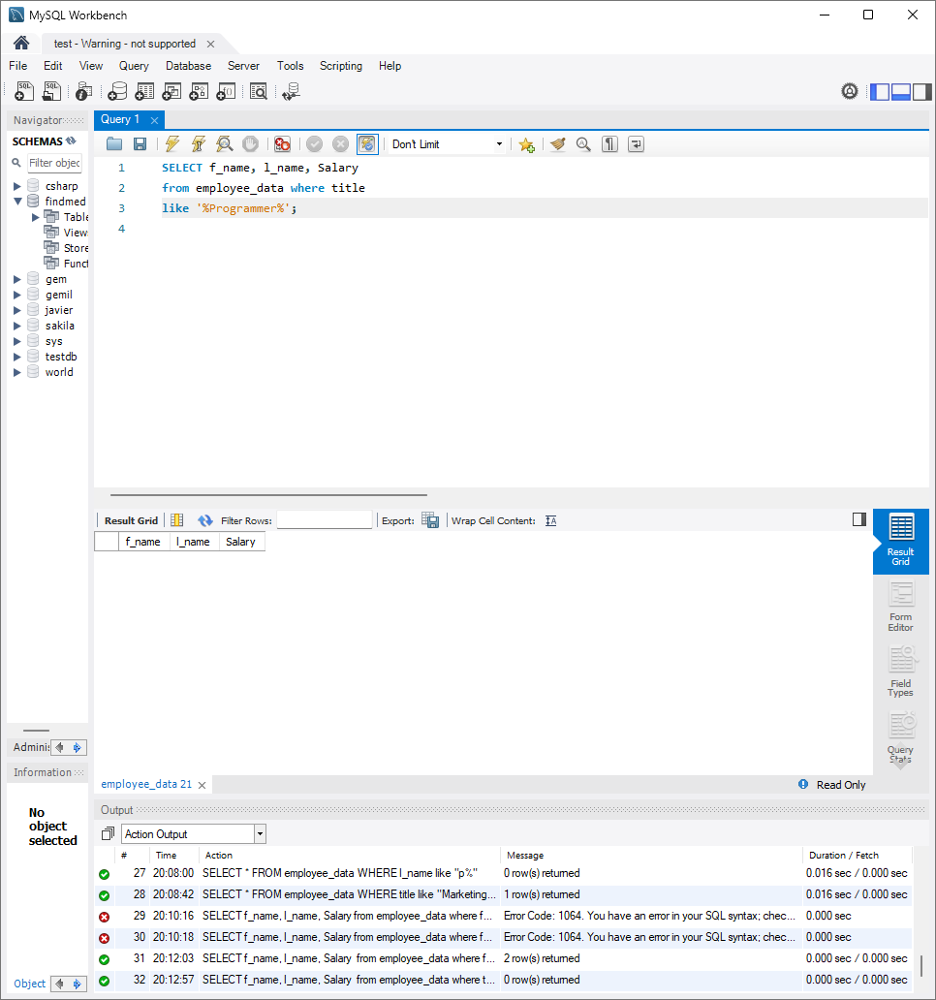 MySQL Workbench
test - Warning - not supported
File Edit View Query Database Server Tools Scripting Help
Navigator
SCHEMAS
Filter objec
csharp
findmed
Table
Views
Store
Funct
gem
gemil
javier
sakila
sys
testdb
world
Adminis
Information
No
object
selected
Object
Query 1
Don't Limit
1 SELECT f_name, l_name, Salary
2 from employee_data where title
3 like '%Programmer%';
4
Result Grid Filter Rows: Export: Wrap Cell Content:
f_name l_name Salary
Result
Grid
Form
Editor
Field
Types
Query
Stats
employee_data 21
Read Only
Output
Action Output
# Time Action Message Duration / Fetch
27 20:08:00 SELECT * FROM employee_data WHERE l_name like "p%" 0 row(s) returned 0.016 sec / 0.000 sec
28 20:08:42 SELECT * FROM employee_data WHERE title like "Marketing... 1 row(s) returned 0.016 sec / 0.000 sec
29 20:10:16 SELECT f_name, l_name, Salary from employee_data where f... Error Code: 1064. You have an error in your SQL syntax; chec... 0.000 sec
30 20:10:18 SELECT f_name, l_name, Salary from employee_data where f... Error Code: 1064. You have an error in your SQL syntax; chec... 0.000 sec
31 20:12:03 SELECT f_name, l_name, Salary from employee_data where f... 2 row(s) returned 0.000 sec / 0.000 sec
32 20:12:57 SELECT f_name, l_name, Salary from employee_data where t... 0 row(s) returned 0.000 sec / 0.000 sec